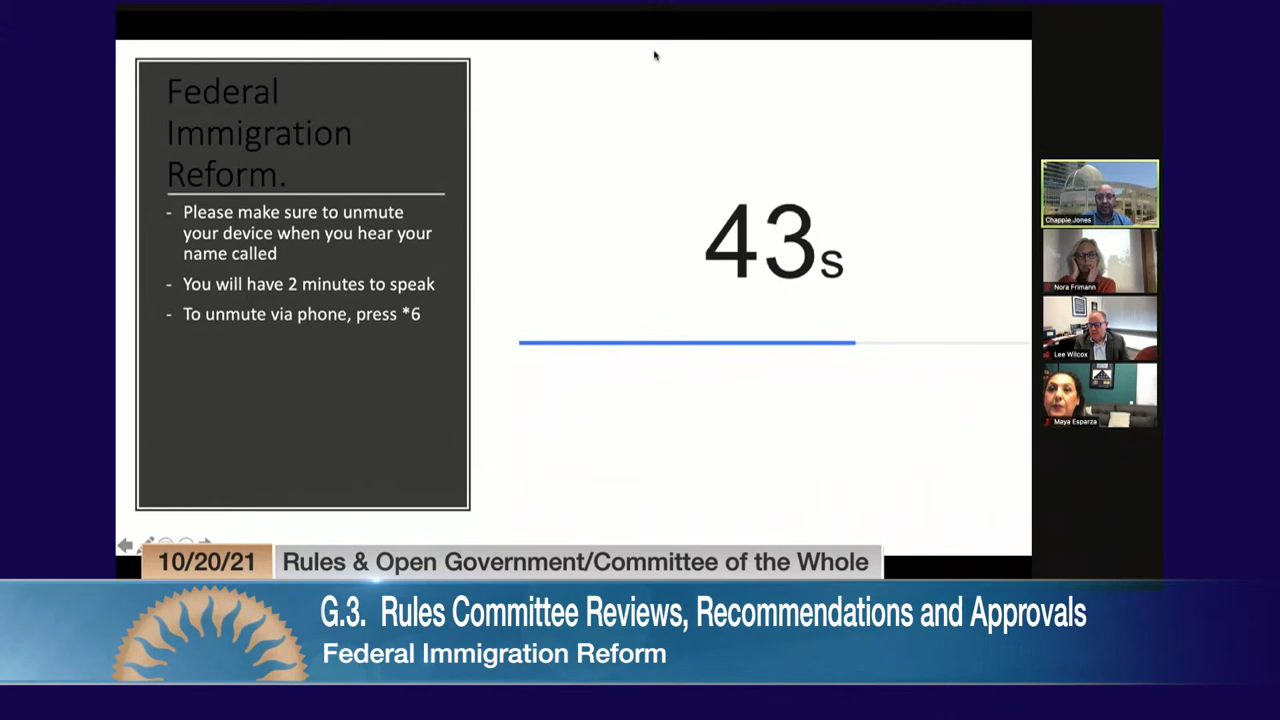 Federal
Immigration
Reform.
- Please make sure to unmute
your device when you hear your
name called
- You will have 2 minutes to speak
- To unmute via phone, press *6
43s
Chappie Jones
Nora Frimann
Lee Wilcox
Maya Esparza
10/20/21 Rules & Open Government/Committee of the Whole
G.3. Rules Committee Reviews, Recommendations and Approvals
Federal Immigration Reform